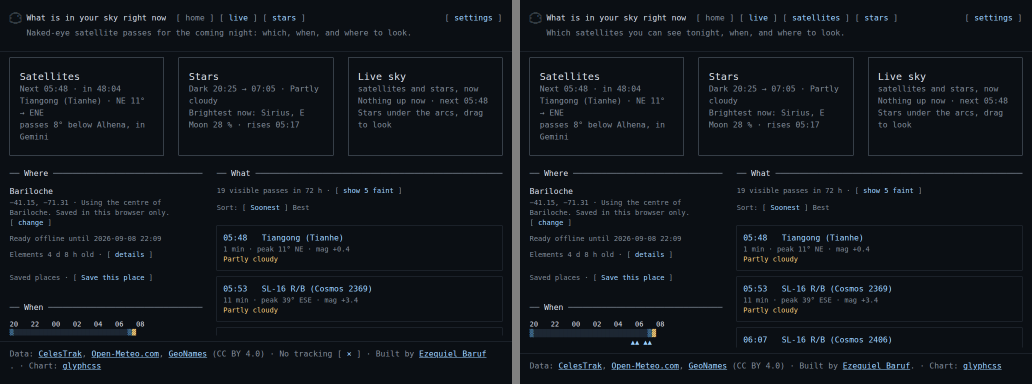 What is in your sky right now [ home ] [ live ] [ stars ] [ settings ]
Naked-eye satellite passes for the coming night: which, when, and where to look.
Satellites
Next 05:48 · in 48:04
Tiangong (Tianhe) · NE 11°
→ ENE
passes 8° below Alhena, in
Gemini
Stars
Dark 20:25 → 07:05 · Partly
cloudy
Brightest now: Sirius, E
Moon 28 % · rises 05:17
Live sky
satellites and stars, now
Nothing up now · next 05:48
Stars under the arcs, drag
to look
Where
Bariloche
−41.15, −71.31 · Using the centre of
Bariloche. Saved in this browser only.
[ change ]
Ready offline until 2026-09-08 22:09
Elements 4 d 8 h old · [ details ]
Saved places · [ Save this place ]
When
20 22 00 02 04 06 08
What
19 visible passes in 72 h · [ show 5 faint ]
Sort: [ Soonest ] Best
05:48 Tiangong (Tianhe)
1 min · peak 11° NE · mag +0.4
Partly cloudy
05:53 SL-16 R/B (Cosmos 2369)
11 min · peak 39° ESE · mag +3.4
Partly cloudy
Data: CelesTrak, Open-Meteo.com, GeoNames (CC BY 4.0) · No tracking [ × ] · Built by Ezequiel Baruf
. · Chart: glyphcss
What is in your sky right now [ home ] [ live ] [ satellites ] [ stars ] [ settings ]
Which satellites you can see tonight, when, and where to look.
Satellites
Next 05:48 · in 48:04
Tiangong (Tianhe) · NE 11°
→ ENE
passes 8° below Alhena, in
Gemini
Stars
Dark 20:25 → 07:05 · Partly
cloudy
Brightest now: Sirius, E
Moon 28 % · rises 05:17
Live sky
satellites and stars, now
Nothing up now · next 05:48
Stars under the arcs, drag
to look
Where
Bariloche
−41.15, −71.31 · Using the centre of
Bariloche. Saved in this browser only.
[ change ]
Ready offline until 2026-09-08 22:09
Elements 4 d 8 h old · [ details ]
Saved places · [ Save this place ]
When
20 22 00 02 04 06 08
What
19 visible passes in 72 h · [ show 5 faint ]
Sort: [ Soonest ] Best
05:48 Tiangong (Tianhe)
1 min · peak 11° NE · mag +0.4
Partly cloudy
05:53 SL-16 R/B (Cosmos 2369)
11 min · peak 39° ESE · mag +3.4
Partly cloudy
06:07 SL-16 R/B (Cosmos 2406)
Data: CelesTrak, Open-Meteo.com, GeoNames (CC BY 4.0) · Built by Ezequiel Baruf. · Chart: glyphcss